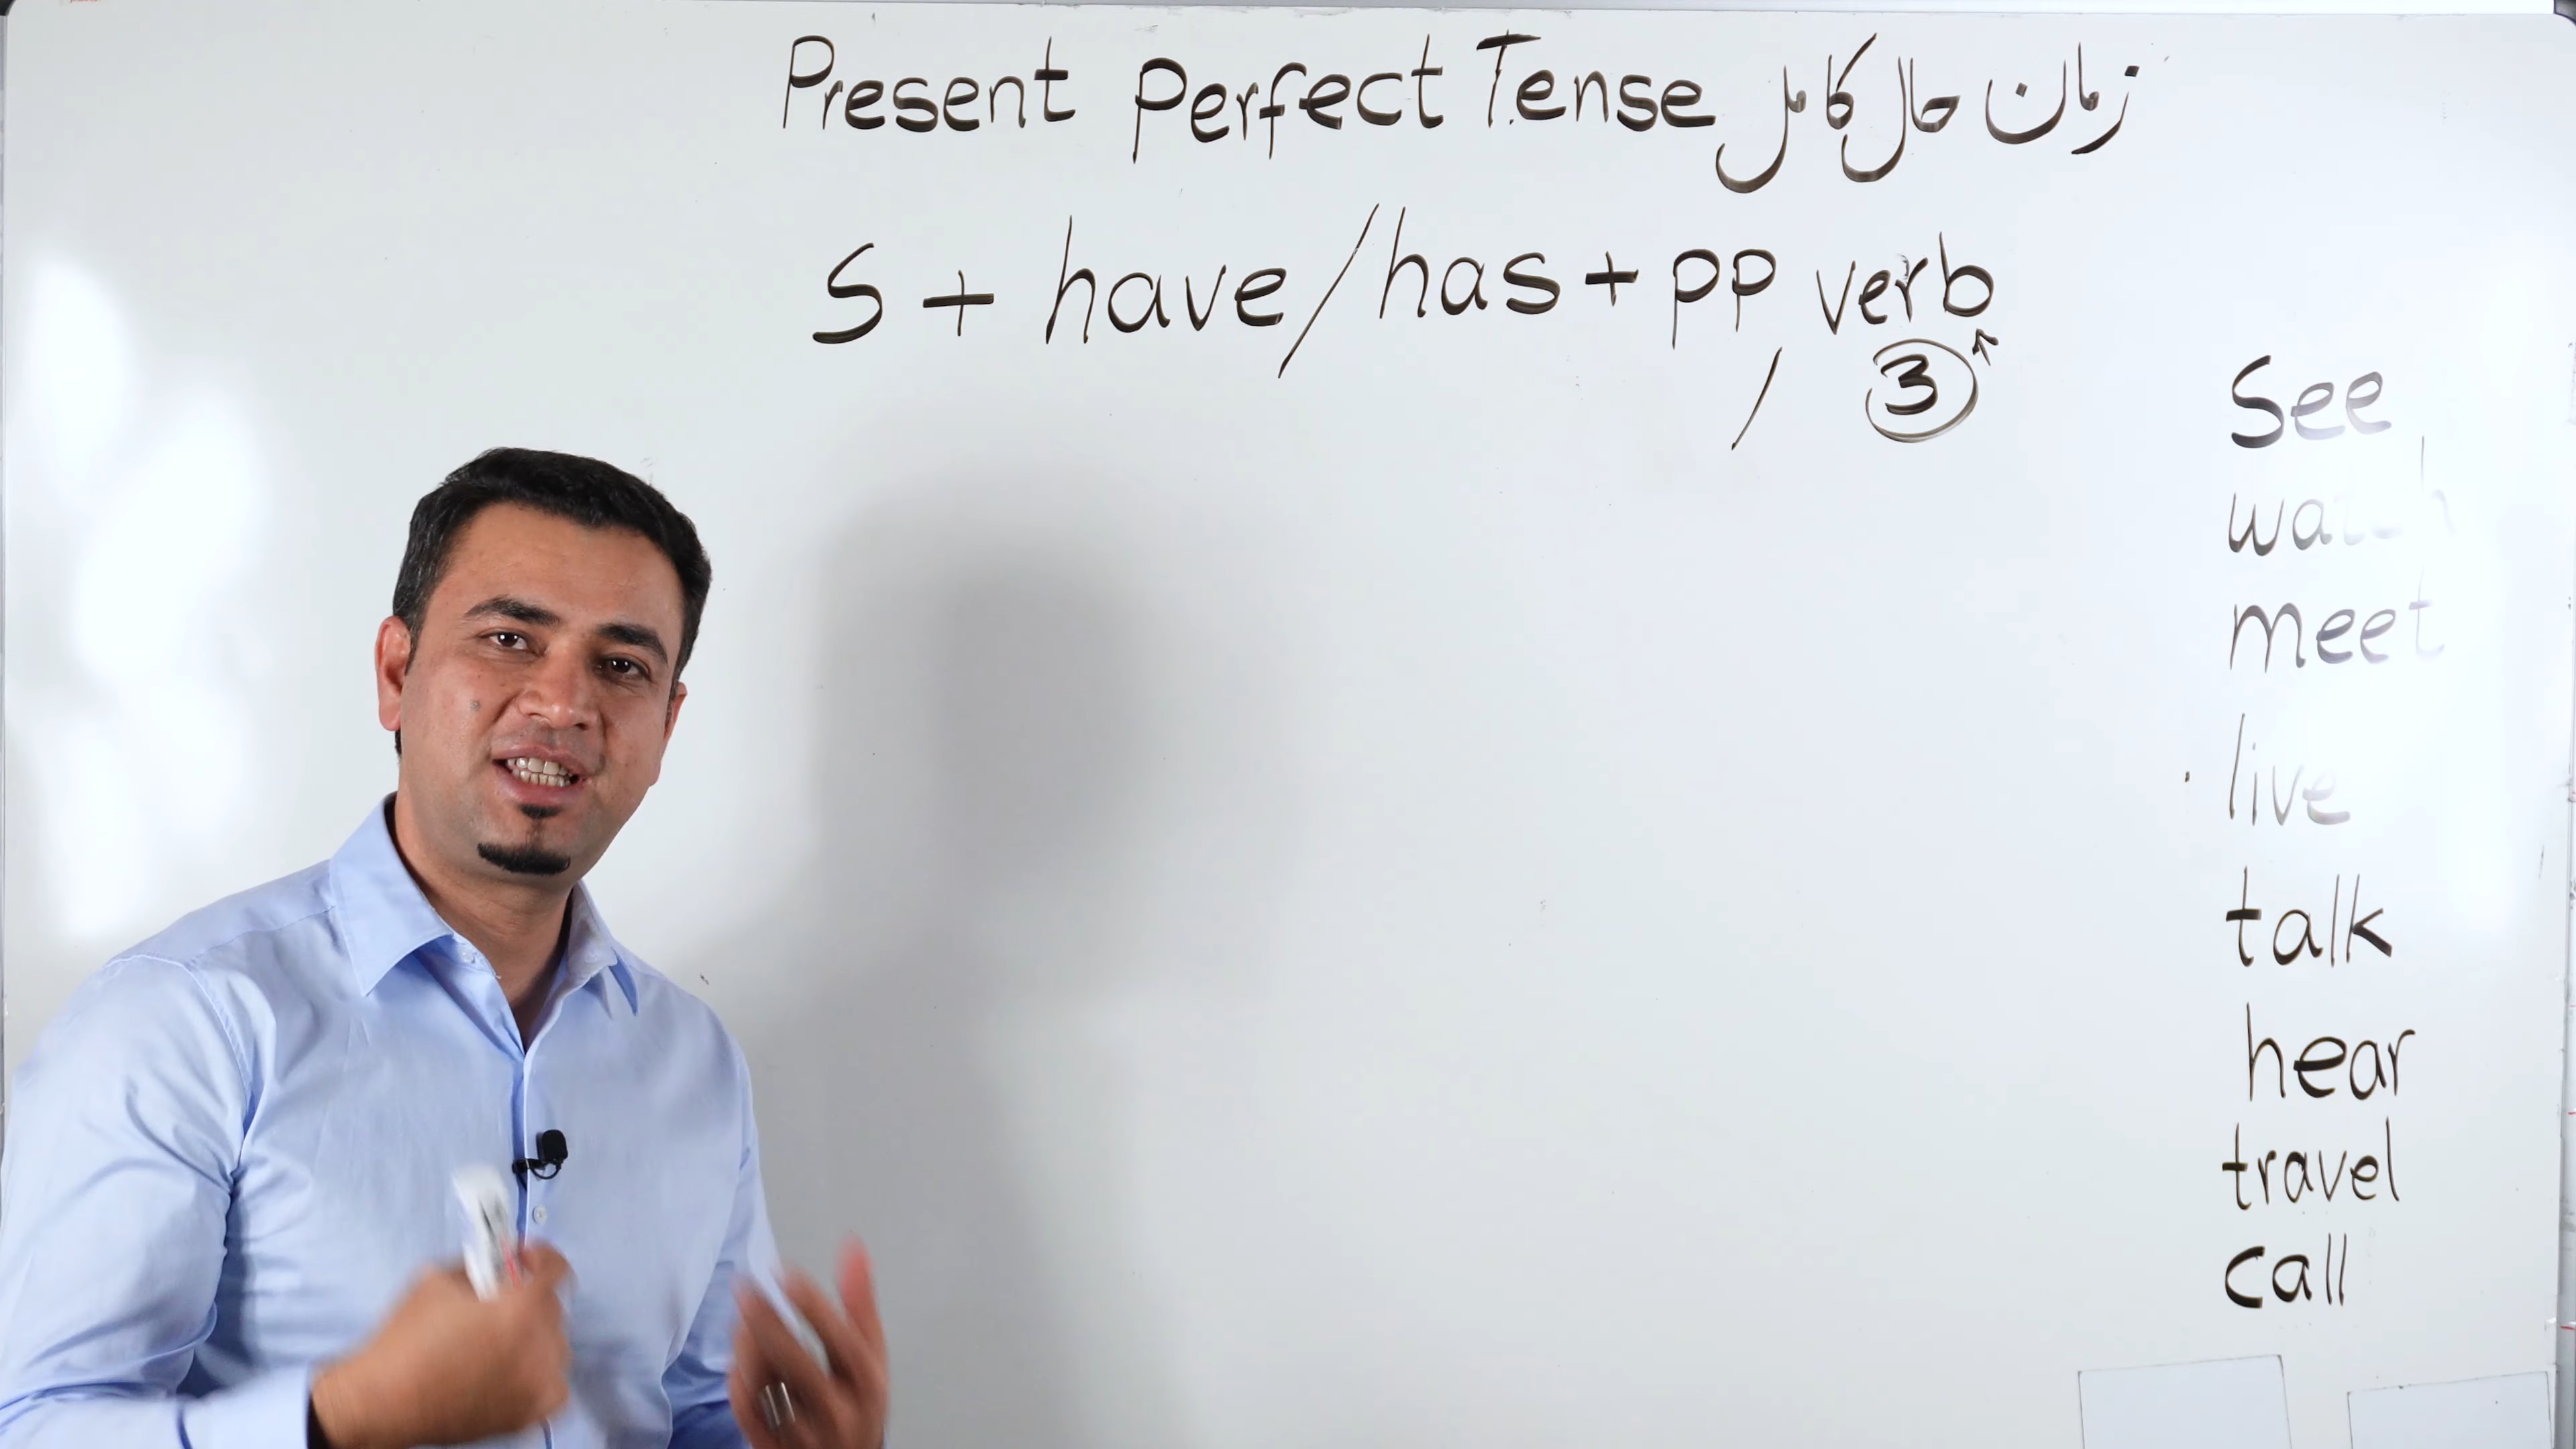 Present Perfect Tense زمان حال کامل
S + have/has + pp verb
/ 3
See
watch
meet
live
talk
hear
travel
call